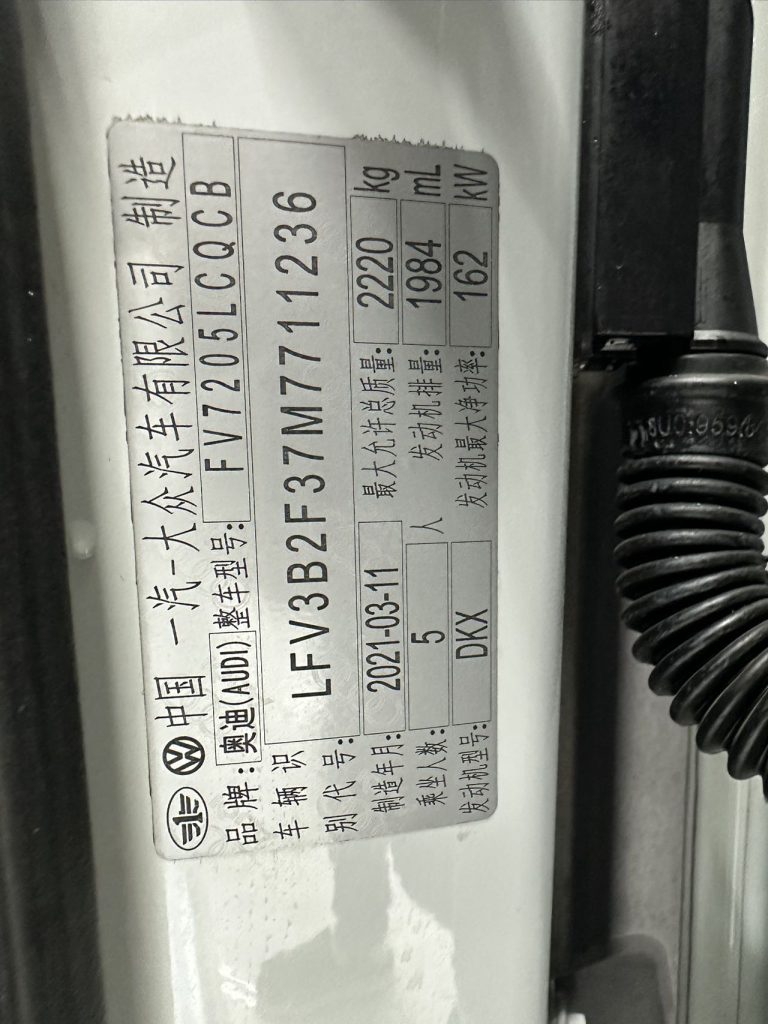 中国 一汽-大众汽车有限公司 制造
品牌: 奥迪(AUDI) 整车型号: FV7205LCQCB
车辆识别代号: LFV3B2F37M7711236
制造年月: 2021-03-11 最大允许总质量: 2220 kg
乘坐人数: 5 人 发动机排量: 1984 mL
发动机型号: DKX 发动机最大净功率: 162 kW